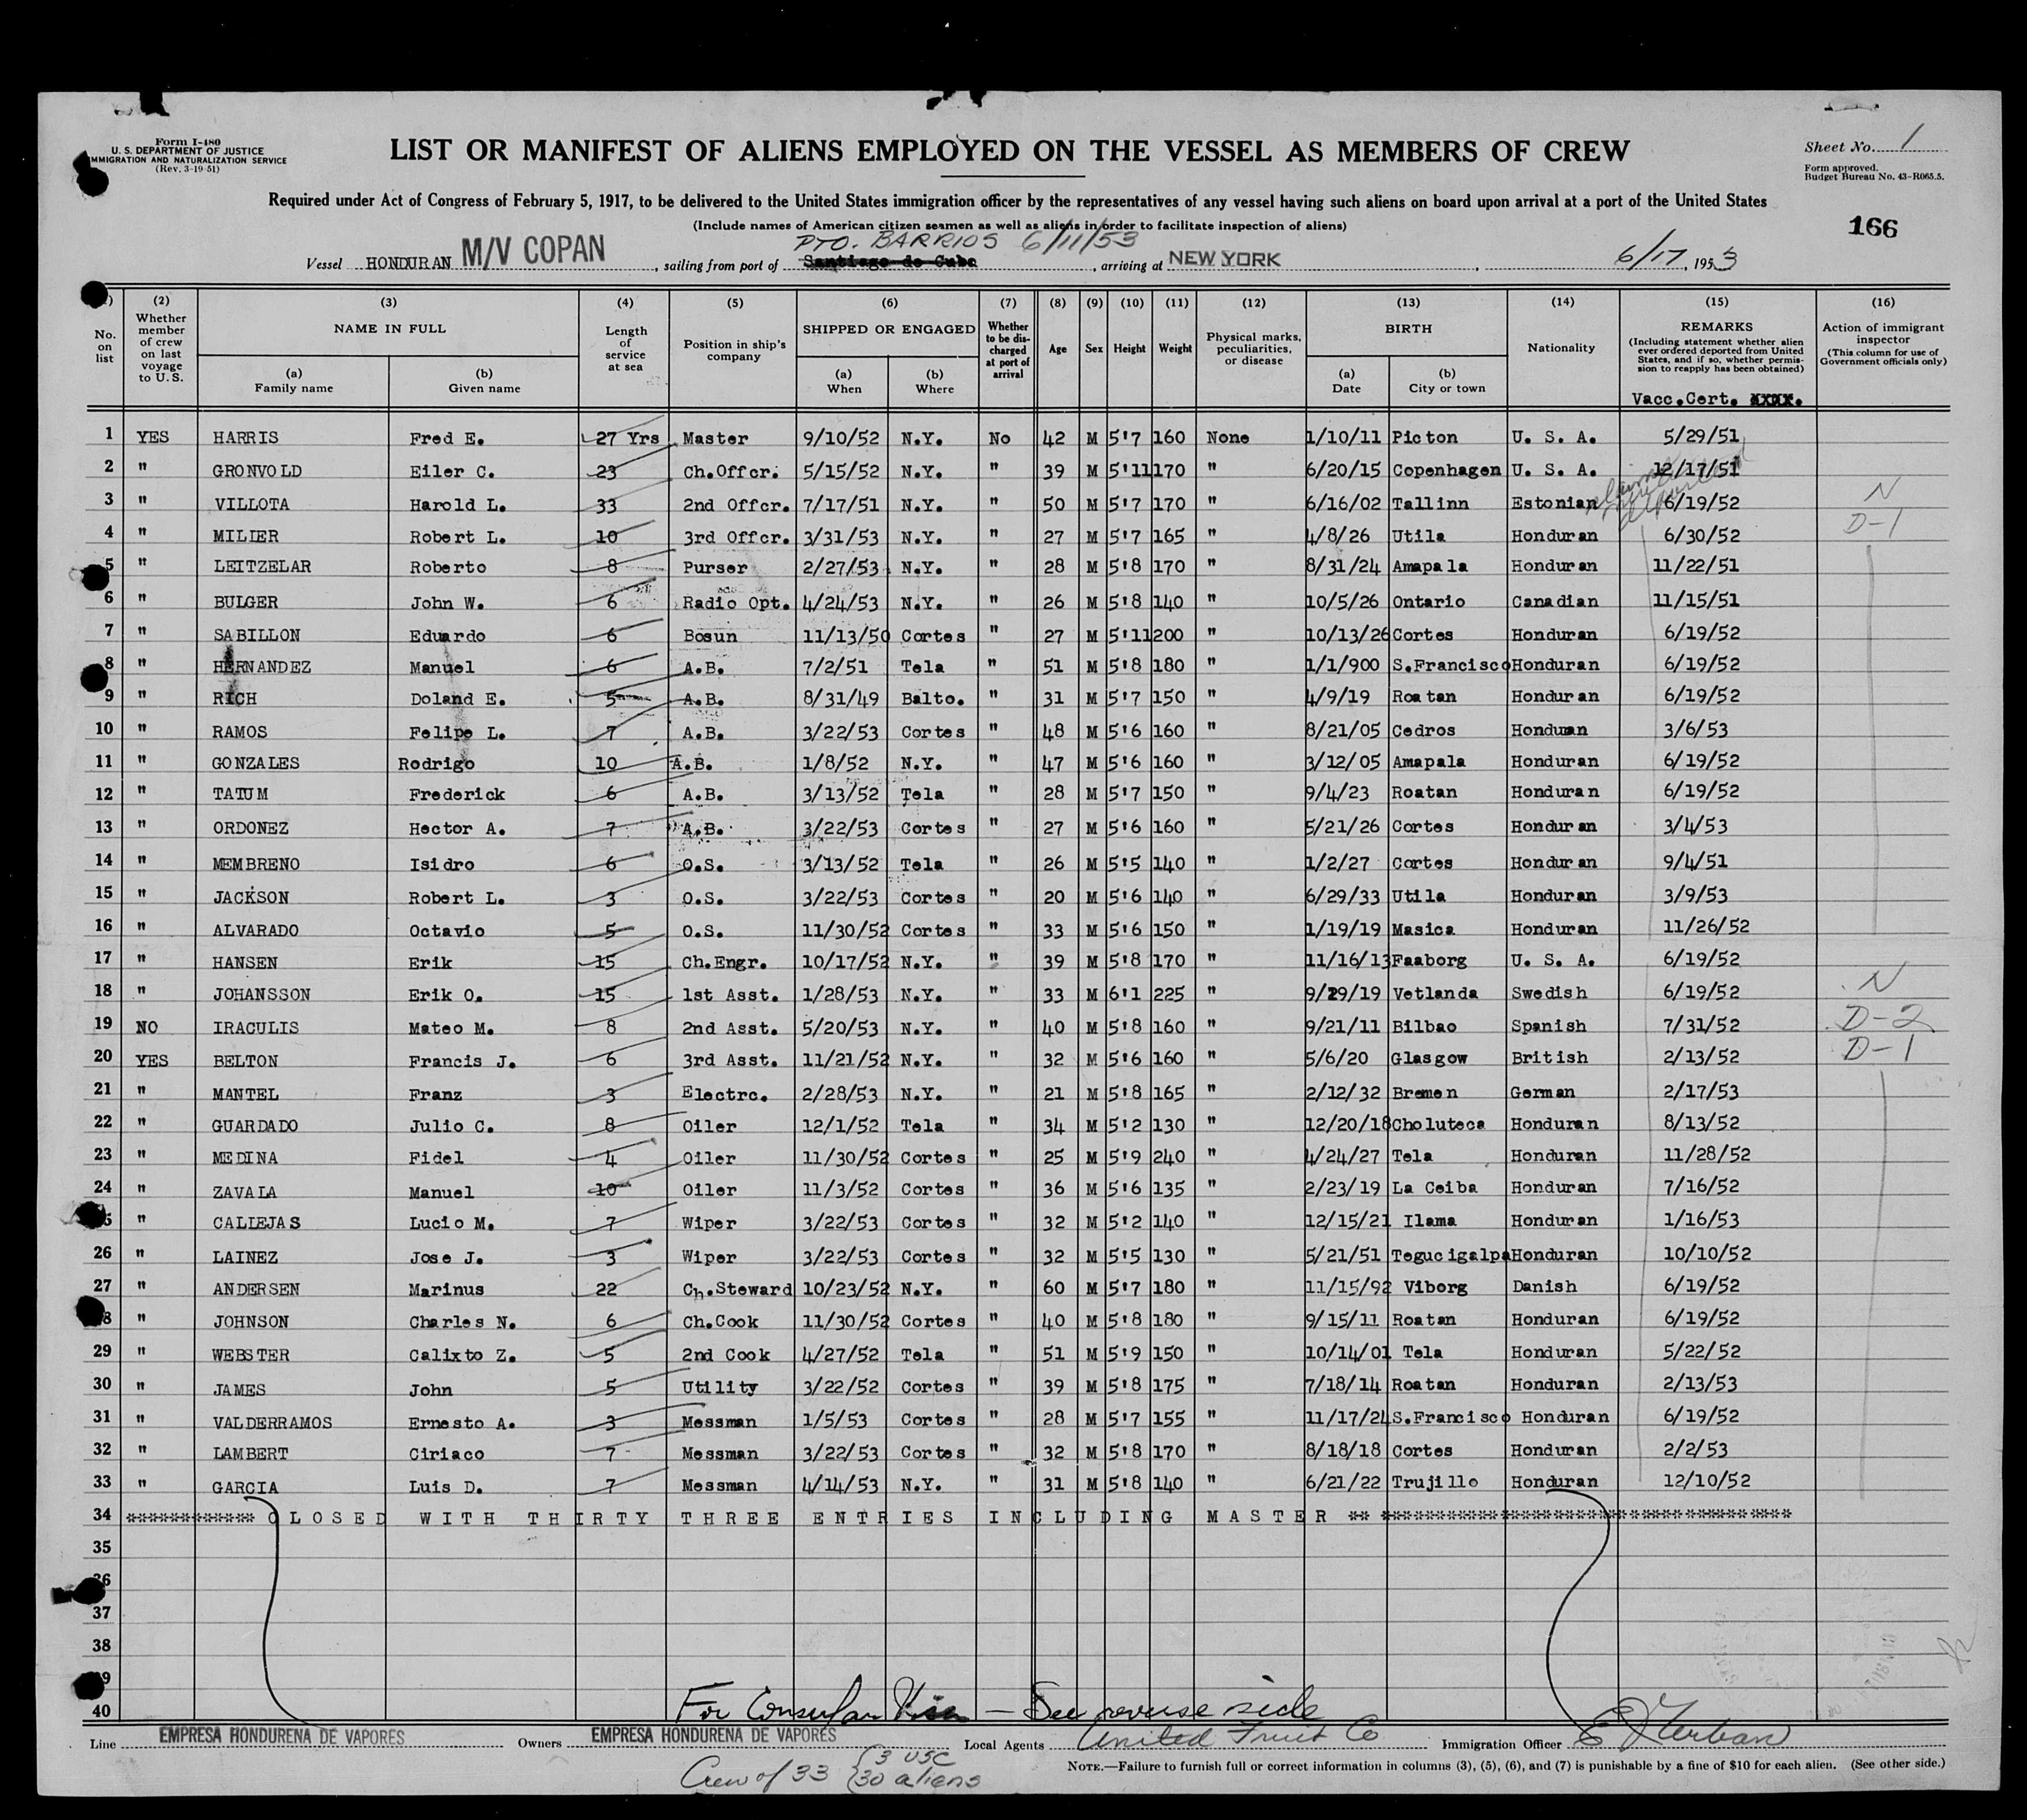 Form I-480
U. S. DEPARTMENT OF JUSTICE
IMMIGRATION AND NATURALIZATION SERVICE
(Rev. 3-19-51)
LIST OR MANIFEST OF ALIENS EMPLOYED ON THE VESSEL AS MEMBERS OF CREW
Sheet No. 1
Form approved.
Budget Bureau No. 43-R065.5.
Required under Act of Congress of February 5, 1917, to be delivered to the United States immigration officer by the representatives of any vessel having such aliens on board upon arrival at a port of the United States
(Include names of American citizen seamen as well as aliens in order to facilitate inspection of aliens)
166
PTO. BARRIOS 6/11/53
Vessel HONDURAN M/V COPAN, sailing from port of Santiago de Cuba, arriving at NEW YORK, 6/17, 1953
(1) No. on list
(2) Whether member of crew on last voyage to U.S.
(3) NAME IN FULL (a) Family name (b) Given name
(4) Length of service at sea
(5) Position in ship's company
(6) SHIPPED OR ENGAGED (a) When (b) Where
(7) Whether to be discharged at port of arrival
(8) Age
(9) Sex
(10) Height
(11) Weight
(12) Physical marks, peculiarities, or disease
(13) BIRTH (a) Date (b) City or town
(14) Nationality
(15) REMARKS (Including statement whether alien ever ordered deported from United States, and if so, whether permission to reapply has been obtained) Vacc.Cert. XXXX.
(16) Action of immigrant inspector (This column for use of Government officials only)
1 YES HARRIS Fred E. 27 Yrs Master 9/10/52 N.Y. No 42 M 5'7 160 None 1/10/11 Picton U. S. A. 5/29/51
2 " GRONVOLD Eiler C. 23 Ch.Offcr. 5/15/52 N.Y. " 39 M 5'11 170 " 6/20/15 Copenhagen U. S. A. 12/17/51
3 " VILLOTA Harold L. 33 2nd Offcr. 7/17/51 N.Y. " 50 M 5'7 170 " 6/16/02 Tallinn Estonian 6/19/52 N
4 " MILIER Robert L. 10 3rd Offcr. 3/31/53 N.Y. " 27 M 5'7 165 " 4/8/26 Utila Honduran 6/30/52 D-1
5 " LEITZELAR Roberto 8 Purser 2/27/53 N.Y. " 28 M 5'8 170 " 8/31/24 Amapala Honduran 11/22/51
6 " BULGER John W. 6 Radio Opt. 4/24/53 N.Y. " 26 M 5'8 140 " 10/5/26 Ontario Canadian 11/15/51
7 " SABILLON Eduardo 6 Bosun 11/13/50 Cortes " 27 M 5'11 200 " 10/13/26 Cortes Honduran 6/19/52
8 " HERNANDEZ Manuel 6 A.B. 7/2/51 Tela " 51 M 5'8 180 " 1/1/900 S.Francisco Honduran 6/19/52
9 " RICH Doland E. 5 A.B. 8/31/49 Balto. " 31 M 5'7 150 " 4/9/19 Roatan Honduran 6/19/52
10 " RAMOS Felipe L. 7 A.B. 3/22/53 Cortes " 48 M 5'6 160 " 8/21/05 Cedros Honduran 3/6/53
11 " GONZALES Rodrigo 10 A.B. 1/8/52 N.Y. " 47 M 5'6 160 " 3/12/05 Amapala Honduran 6/19/52
12 " TATUM Frederick 6 A.B. 3/13/52 Tela " 28 M 5'7 150 " 9/4/23 Roatan Honduran 6/19/52
13 " ORDONEZ Hector A. 7 A.B. 3/22/53 Cortes " 27 M 5'6 160 " 5/21/26 Cortes Honduran 3/4/53
14 " MEMBRENO Isidro 6 O.S. 3/13/52 Tela " 26 M 5'5 140 " 1/2/27 Cortes Honduran 9/4/51
15 " JACKSON Robert L. 3 O.S. 3/22/53 Cortes " 20 M 5'6 140 " 6/29/33 Utila Honduran 3/9/53
16 " ALVARADO Octavio 5 O.S. 11/30/52 Cortes " 33 M 5'6 150 " 1/19/19 Masica Honduran 11/26/52
17 " HANSEN Erik 15 Ch.Engr. 10/17/52 N.Y. " 39 M 5'8 170 " 11/16/13 Faaborg U. S. A. 6/19/52
18 " JOHANSSON Erik O. 15 1st Asst. 1/28/53 N.Y. " 33 M 6'1 225 " 9/29/19 Vetlanda Swedish 6/19/52 N
19 NO IRACULIS Mateo M. 8 2nd Asst. 5/20/53 N.Y. " 40 M 5'8 160 " 9/21/11 Bilbao Spanish 7/31/52 D-2
20 YES BELTON Francis J. 6 3rd Asst. 11/21/52 N.Y. " 32 M 5'6 160 " 5/6/20 Glasgow British 2/13/52 D-1
21 " MANTEL Franz 3 Electrc. 2/28/53 N.Y. " 21 M 5'8 165 " 2/12/32 Bremen German 2/17/53
22 " GUARDADO Julio C. 8 Oiler 12/1/52 Tela " 34 M 5'2 130 " 12/20/18 Choluteca Honduran 8/13/52
23 " MEDINA Fidel 4 Oiler 11/30/52 Cortes " 25 M 5'9 240 " 4/24/27 Tela Honduran 11/28/52
24 " ZAVALA Manuel 10 Oiler 11/3/52 Cortes " 36 M 5'6 135 " 2/23/19 La Ceiba Honduran 7/16/52
25 " CALLEJAS Lucio M. 7 Wiper 3/22/53 Cortes " 32 M 5'2 140 " 12/15/21 Ilama Honduran 1/16/53
26 " LAINEZ Jose J. 3 Wiper 3/22/53 Cortes " 32 M 5'5 130 " 5/21/51 Tegucigalpa Honduran 10/10/52
27 " ANDERSEN Marinus 22 Ch.Steward 10/23/52 N.Y. " 60 M 5'7 180 " 11/15/92 Viborg Danish 6/19/52
28 " JOHNSON Charles N. 6 Ch.Cook 11/30/52 Cortes " 40 M 5'8 180 " 9/15/11 Roatan Honduran 6/19/52
29 " WEBSTER Calixto Z. 5 2nd Cook 4/27/52 Tela " 51 M 5'9 150 " 10/14/01 Tela Honduran 5/22/52
30 " JAMES John 5 Utility 3/22/52 Cortes " 39 M 5'8 175 " 7/18/14 Roatan Honduran 2/13/53
31 " VALDERRAMOS Ernesto A. 3 Messman 1/5/53 Cortes " 28 M 5'7 155 " 11/17/24 S.Francisco Honduran 6/19/52
32 " LAMBERT Ciriaco 7 Messman 3/22/53 Cortes " 32 M 5'8 170 " 8/18/18 Cortes Honduran 2/2/53
33 " GARCIA Luis D. 7 Messman 4/14/53 N.Y. " 31 M 5'8 140 " 6/21/22 Trujillo Honduran 12/10/52
34 ************ C L O S E D W I T H T H I R T Y T H R E E E N T R I E S I N C L U D I N G M A S T E R ** ************************************
35
36
37
38
39
40 For Consular Visa — See reverse side
Line EMPRESA HONDURENA DE VAPORES Owners EMPRESA HONDURENA DE VAPORES Local Agents United Fruit Co Immigration Officer
Crew of 33 { 3 USC
30 aliens
NOTE.—Failure to furnish full or correct information in columns (3), (5), (6), and (7) is punishable by a fine of $10 for each alien. (See other side.)